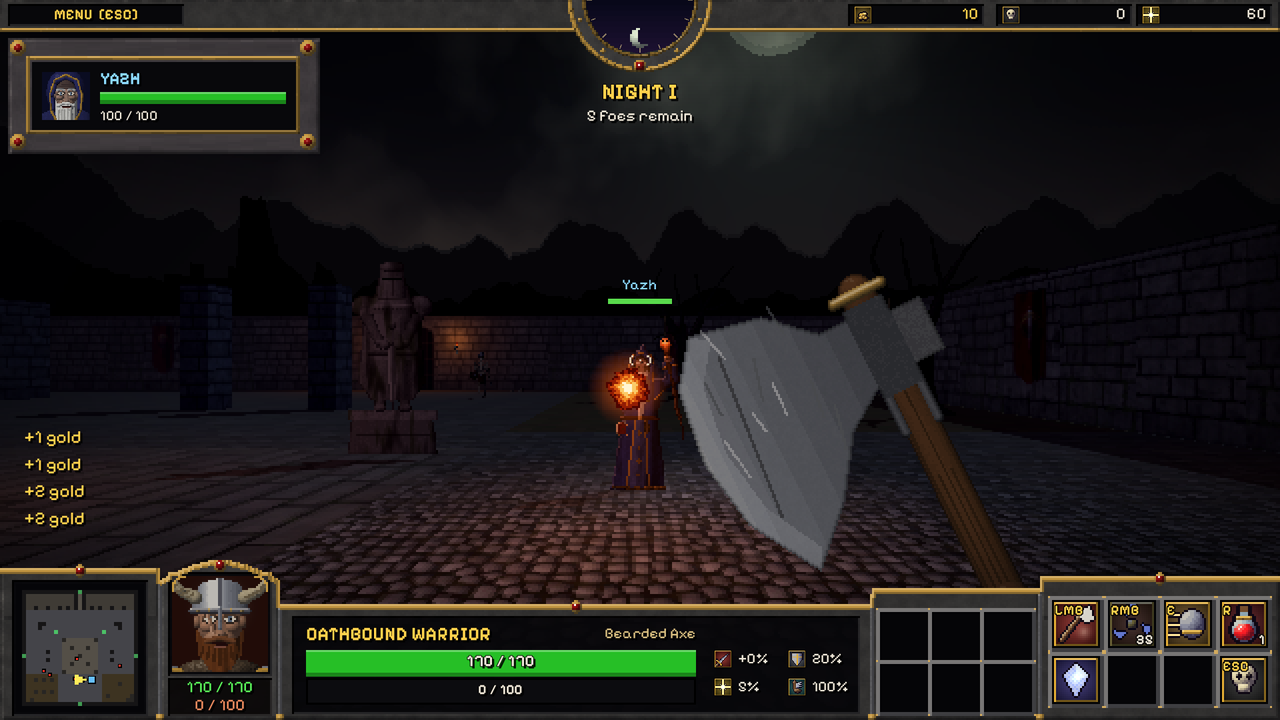 MENU (ESC)
10
0
60
YAZH
100 / 100
NIGHT I
8 foes remain
Yazh
+1 gold
+1 gold
+2 gold
+2 gold
OATHBOUND WARRIOR
Bearded Axe
170 / 170
0 / 100
170 / 170
0 / 100
+0%
20%
8%
100%
LMB
RMB
38
E
R
1
ESC